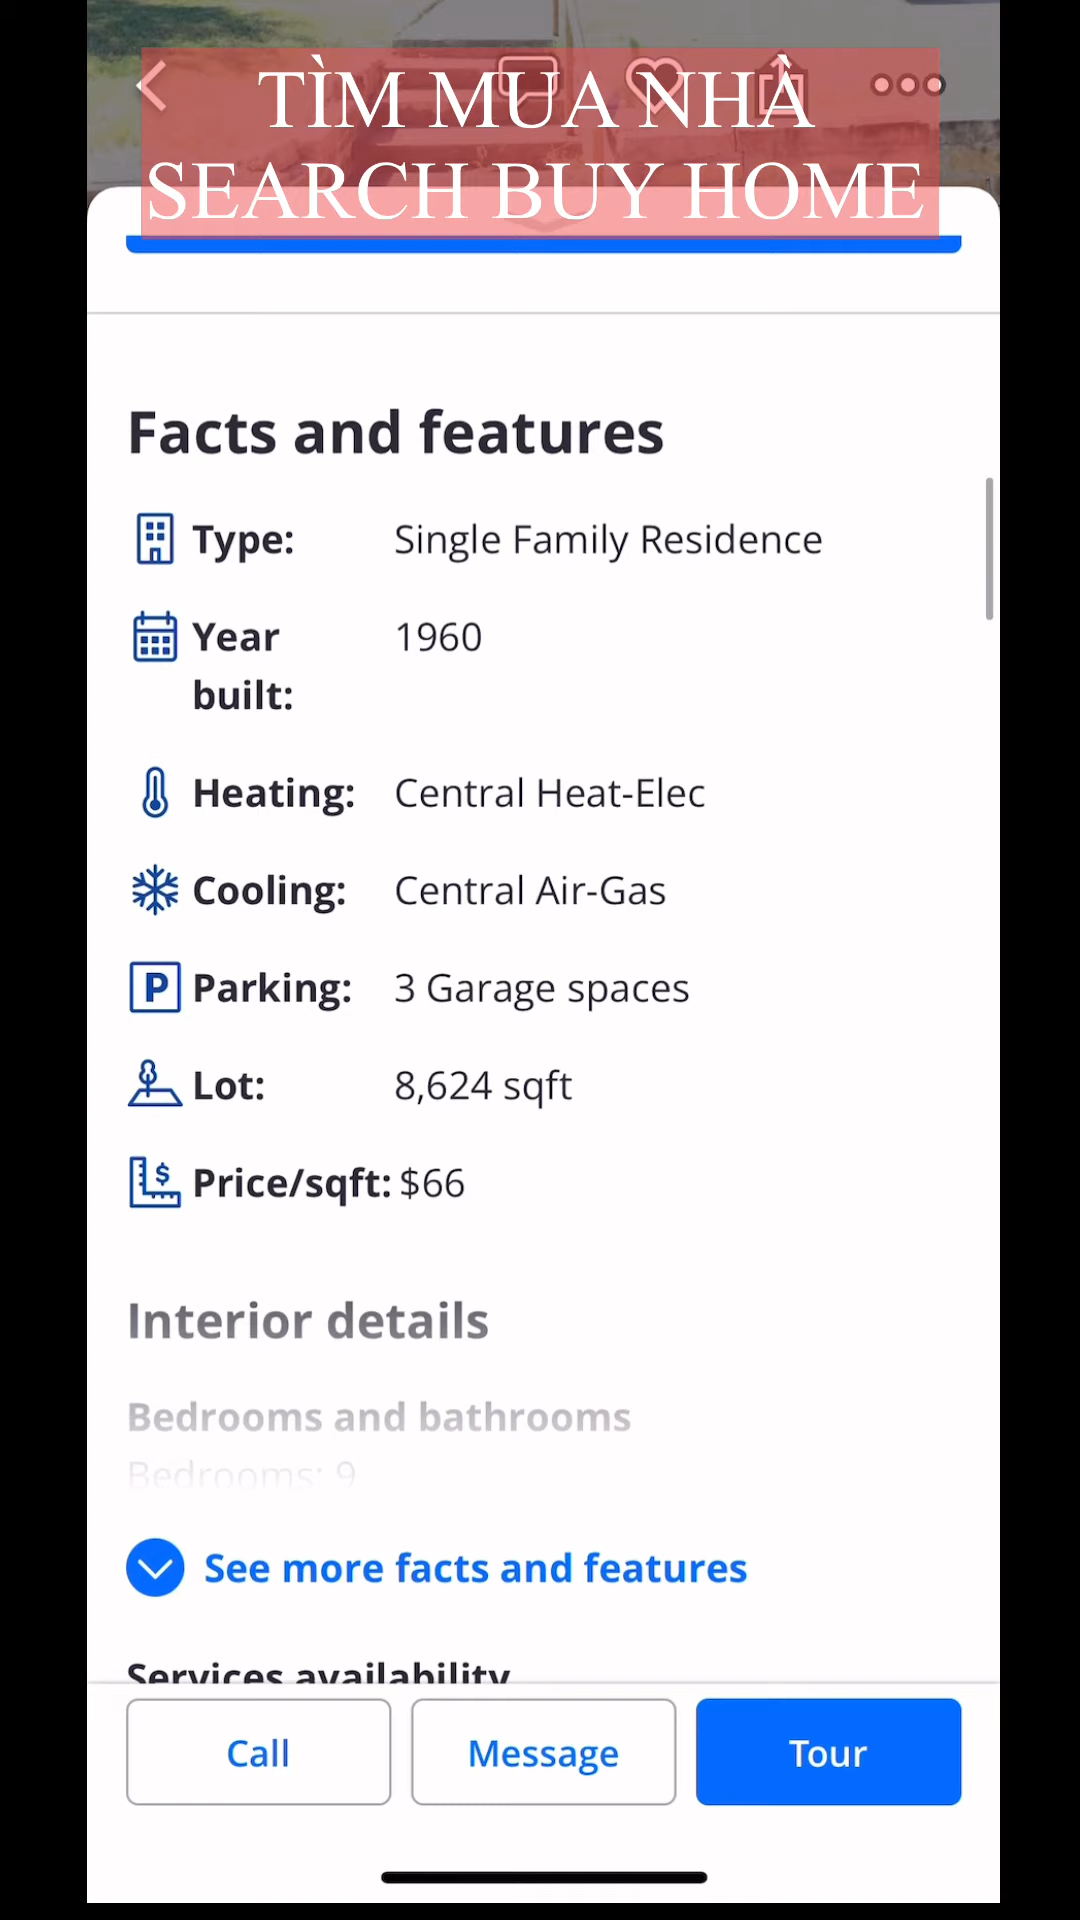 TÌM MUA NHÀ
SEARCH BUY HOME
Facts and features
Type: Single Family Residence
Year built: 1960
Heating: Central Heat-Elec
Cooling: Central Air-Gas
P Parking: 3 Garage spaces
Lot: 8,624 sqft
$ Price/sqft: $66
Interior details
Bedrooms and bathrooms
Bedrooms: 9
See more facts and features
Services availability
Call Message Tour